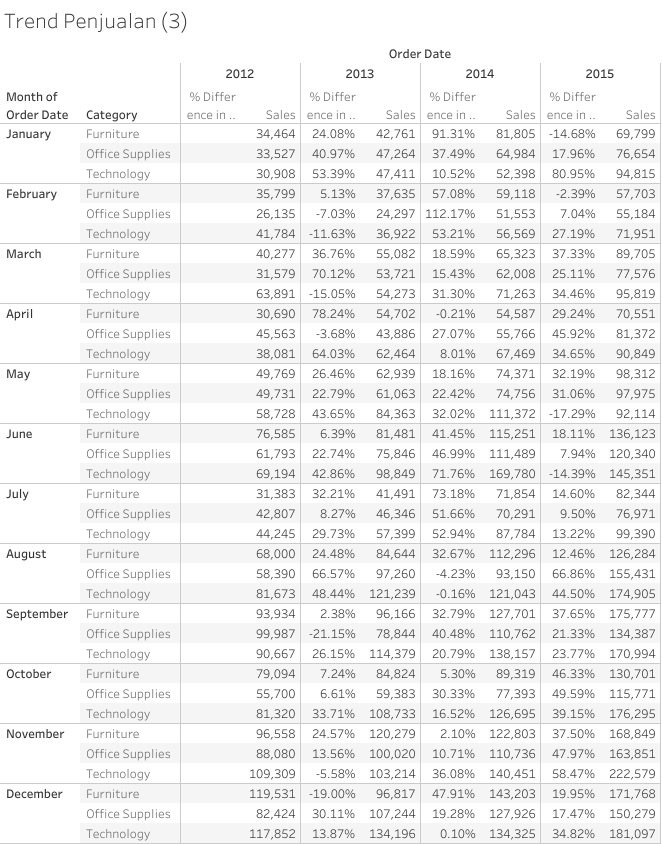 Trend Penjualan (3)
Order Date
2012 2013 2014 2015
Month of Order Date Category % Differ ence in .. Sales % Differ ence in .. Sales % Differ ence in .. Sales % Differ ence in .. Sales
January Furniture 34,464 24.08% 42,761 91.31% 81,805 -14.68% 69,799
Office Supplies 33,527 40.97% 47,264 37.49% 64,984 17.96% 76,654
Technology 30,908 53.39% 47,411 10.52% 52,398 80.95% 94,815
February Furniture 35,799 5.13% 37,635 57.08% 59,118 -2.39% 57,703
Office Supplies 26,135 -7.03% 24,297 112.17% 51,553 7.04% 55,184
Technology 41,784 -11.63% 36,922 53.21% 56,569 27.19% 71,951
March Furniture 40,277 36.76% 55,082 18.59% 65,323 37.33% 89,705
Office Supplies 31,579 70.12% 53,721 15.43% 62,008 25.11% 77,576
Technology 63,891 -15.05% 54,273 31.30% 71,263 34.46% 95,819
April Furniture 30,690 78.24% 54,702 -0.21% 54,587 29.24% 70,551
Office Supplies 45,563 -3.68% 43,886 27.07% 55,766 45.92% 81,372
Technology 38,081 64.03% 62,464 8.01% 67,469 34.65% 90,849
May Furniture 49,769 26.46% 62,939 18.16% 74,371 32.19% 98,312
Office Supplies 49,731 22.79% 61,063 22.42% 74,756 31.06% 97,975
Technology 58,728 43.65% 84,363 32.02% 111,372 -17.29% 92,114
June Furniture 76,585 6.39% 81,481 41.45% 115,251 18.11% 136,123
Office Supplies 61,793 22.74% 75,846 46.99% 111,489 7.94% 120,340
Technology 69,194 42.86% 98,849 71.76% 169,780 -14.39% 145,351
July Furniture 31,383 32.21% 41,491 73.18% 71,854 14.60% 82,344
Office Supplies 42,807 8.27% 46,346 51.66% 70,291 9.50% 76,971
Technology 44,245 29.73% 57,399 52.94% 87,784 13.22% 99,390
August Furniture 68,000 24.48% 84,644 32.67% 112,296 12.46% 126,284
Office Supplies 58,390 66.57% 97,260 -4.23% 93,150 66.86% 155,431
Technology 81,673 48.44% 121,239 -0.16% 121,043 44.50% 174,905
September Furniture 93,934 2.38% 96,166 32.79% 127,701 37.65% 175,777
Office Supplies 99,987 -21.15% 78,844 40.48% 110,762 21.33% 134,387
Technology 90,667 26.15% 114,379 20.79% 138,157 23.77% 170,994
October Furniture 79,094 7.24% 84,824 5.30% 89,319 46.33% 130,701
Office Supplies 55,700 6.61% 59,383 30.33% 77,393 49.59% 115,771
Technology 81,320 33.71% 108,733 16.52% 126,695 39.15% 176,295
November Furniture 96,558 24.57% 120,279 2.10% 122,803 37.50% 168,849
Office Supplies 88,080 13.56% 100,020 10.71% 110,736 47.97% 163,851
Technology 109,309 -5.58% 103,214 36.08% 140,451 58.47% 222,579
December Furniture 119,531 -19.00% 96,817 47.91% 143,203 19.95% 171,768
Office Supplies 82,424 30.11% 107,244 19.28% 127,926 17.47% 150,279
Technology 117,852 13.87% 134,196 0.10% 134,325 34.82% 181,097